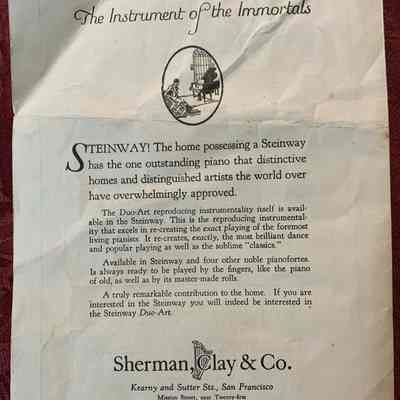 The Instrument of the Immortals
STEINWAY! The home possessing a Steinway
has the one outstanding piano that distinctive
homes and distinguished artists the world over
have overwhelmingly approved.
The Duo-Art reproducing instrumentality itself is avail-
able in the Steinway. This is the reproducing instrumental-
ity that excels in re-creating the exact playing of the foremost
living pianists. It re-creates, exactly, the most brilliant dance
and popular playing as well as the sublime "classics."
Available in Steinway and four other noble pianofortes.
Is always ready to be played by the fingers, like the piano
of old, as well as by its master-made rolls.
A truly remarkable contribution to the home. If you are
interested in the Steinway you will indeed be interested in
the Steinway Duo-Art.
Sherman, Clay & Co.
Kearny and Sutter Sts., San Francisco
Mission Street, near Twenty-first